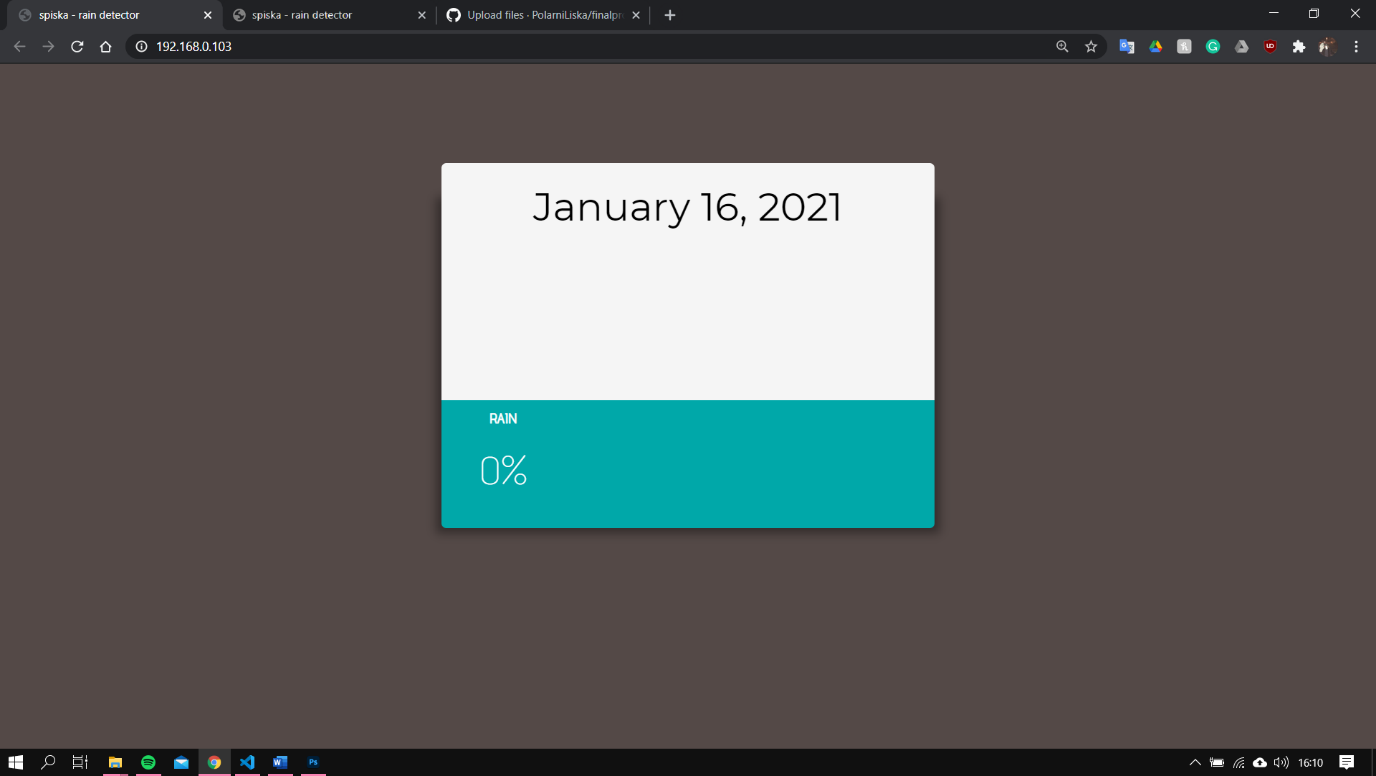 spiska - rain detector
spiska - rain detector
Upload files · PolarniLiska/finalpr
192.168.0.103
January 16, 2021
RAIN
0%
16:10